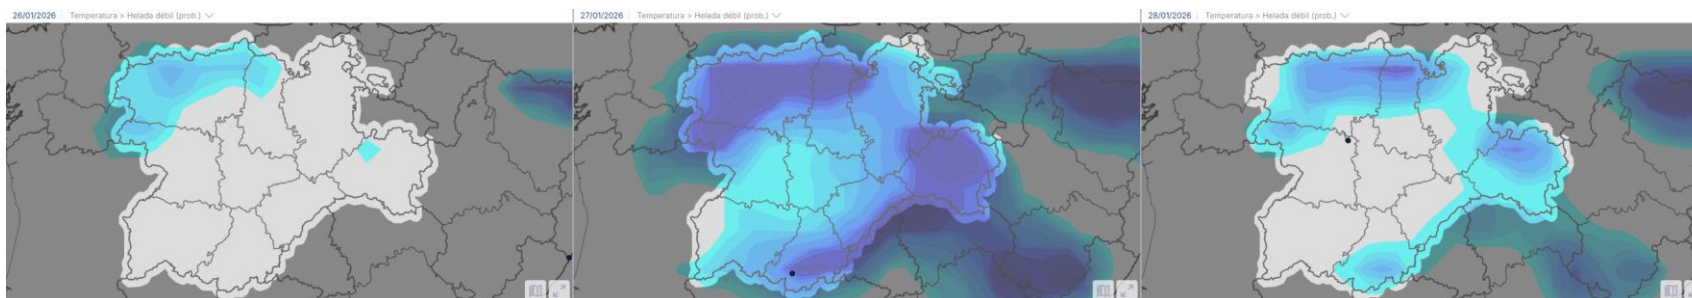 26/01/2026 Temperatura > Helada débil (prob.)
27/01/2026 Temperatura > Helada débil (prob.)
28/01/2026 Temperatura > Helada débil (prob.)